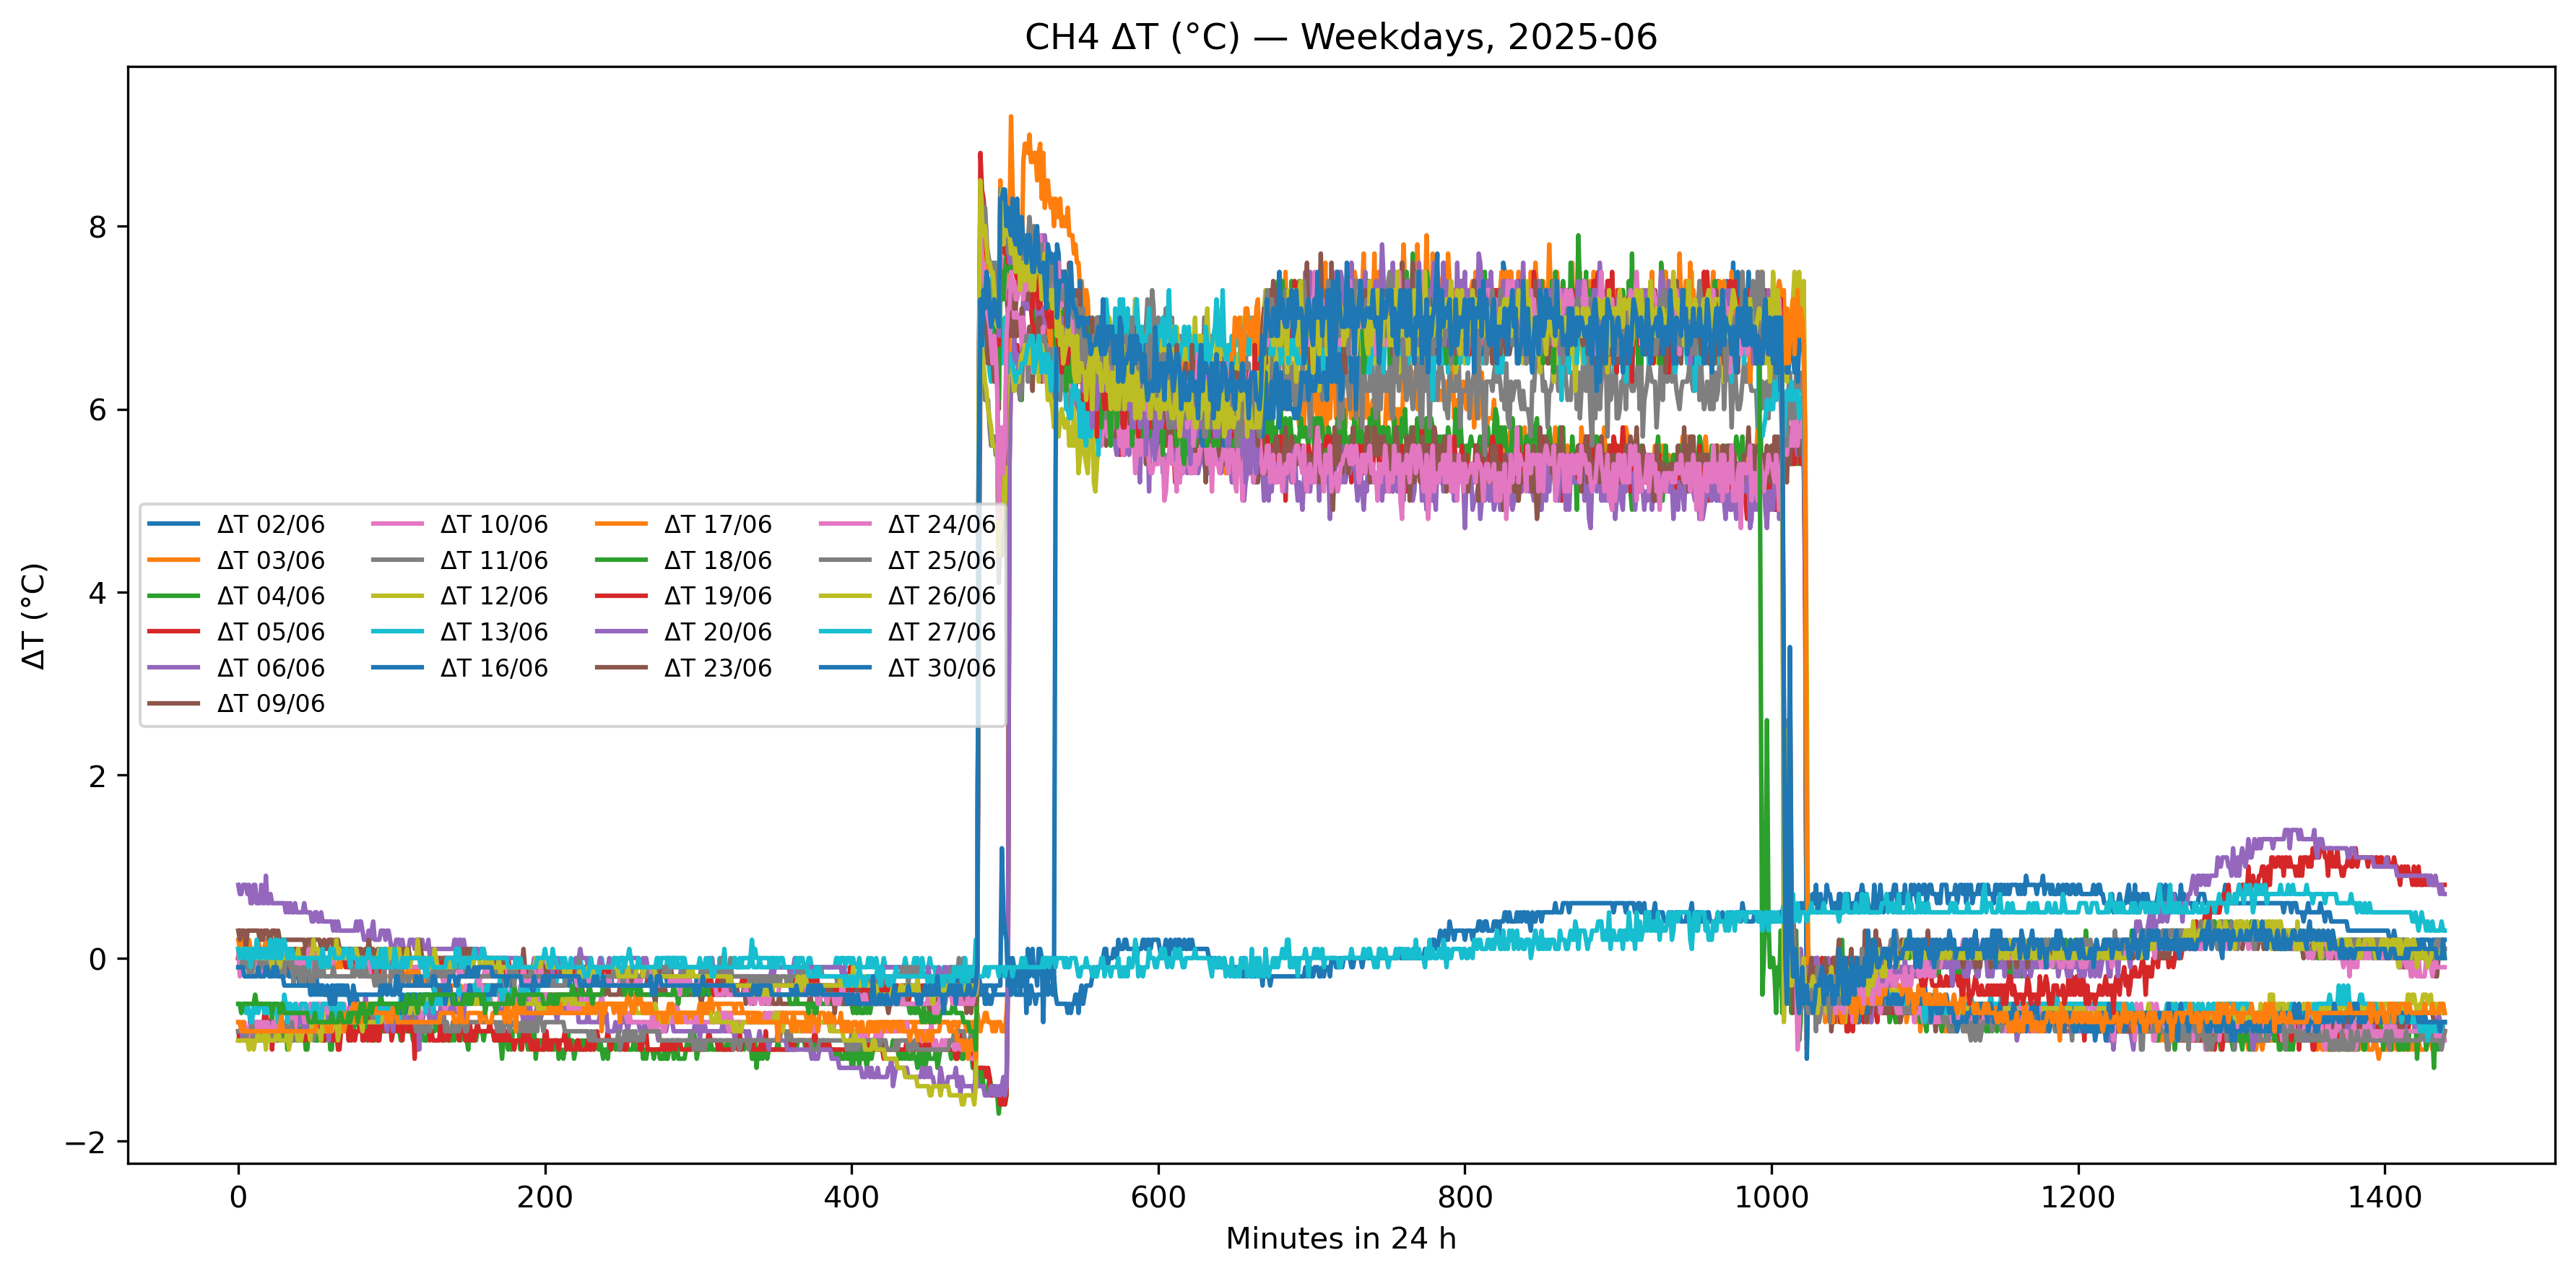 CH4 ΔT (°C) — Weekdays, 2025-06
ΔT (°C)
8
6
4
2
0
−2
ΔT 02/06
ΔT 03/06
ΔT 04/06
ΔT 05/06
ΔT 06/06
ΔT 09/06
ΔT 10/06
ΔT 11/06
ΔT 12/06
ΔT 13/06
ΔT 16/06
ΔT 17/06
ΔT 18/06
ΔT 19/06
ΔT 20/06
ΔT 23/06
ΔT 24/06
ΔT 25/06
ΔT 26/06
ΔT 27/06
ΔT 30/06
0 200 400 600 800 1000 1200 1400
Minutes in 24 h